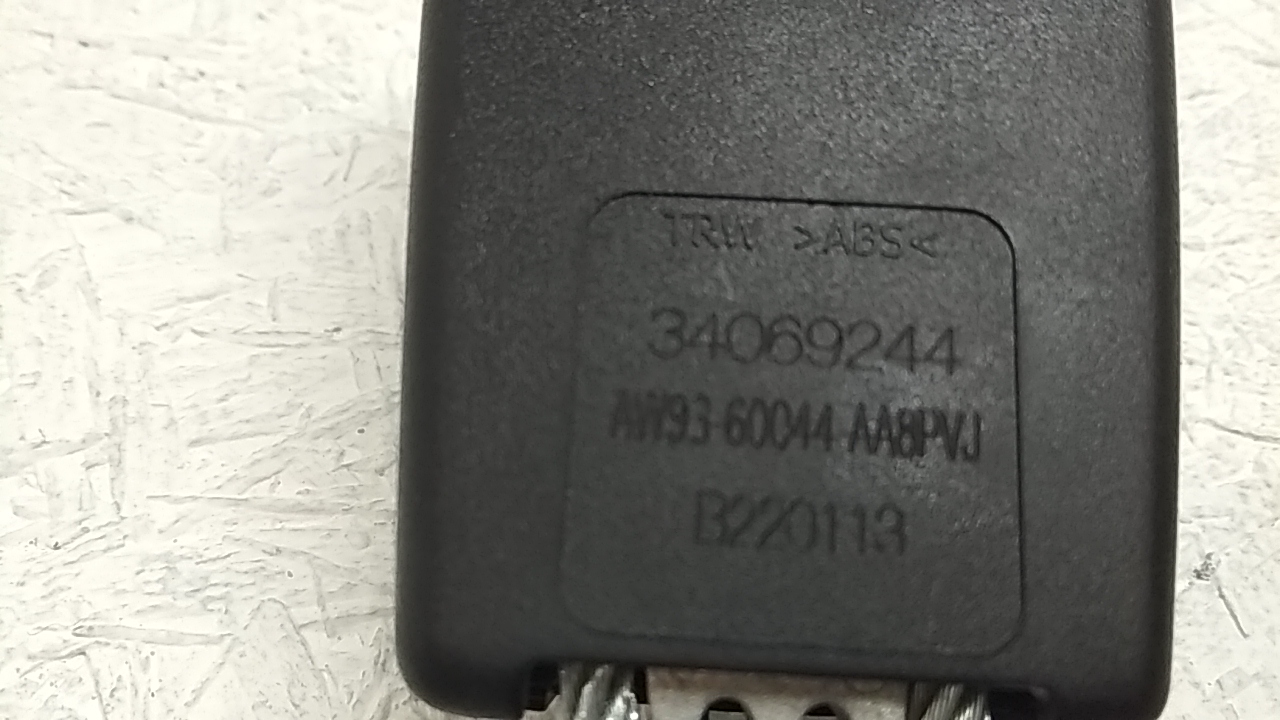 TRW >ABS<
34069244
AW93 60044 AA8PVJ
B220113